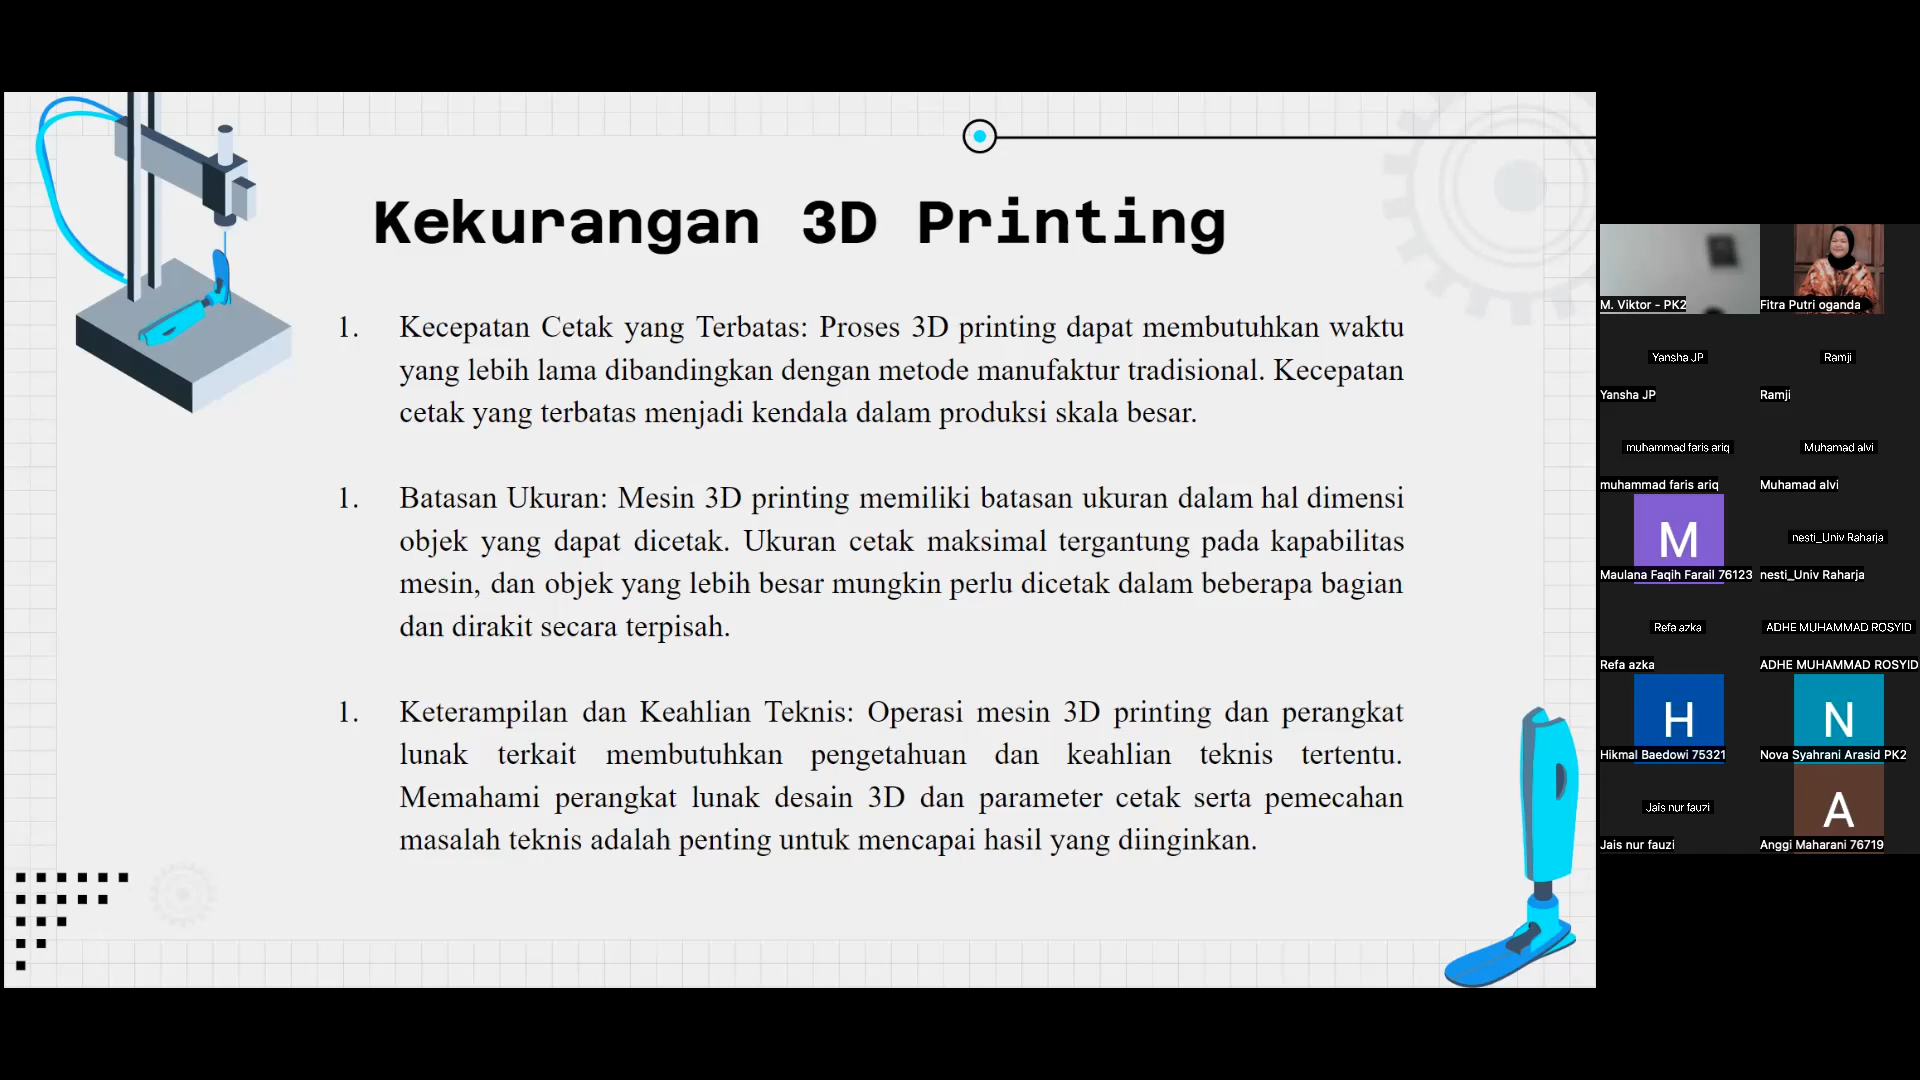 Kekurangan 3D Printing
1. Kecepatan Cetak yang Terbatas: Proses 3D printing dapat membutuhkan waktu
yang lebih lama dibandingkan dengan metode manufaktur tradisional. Kecepatan
cetak yang terbatas menjadi kendala dalam produksi skala besar.
1. Batasan Ukuran: Mesin 3D printing memiliki batasan ukuran dalam hal dimensi
objek yang dapat dicetak. Ukuran cetak maksimal tergantung pada kapabilitas
mesin, dan objek yang lebih besar mungkin perlu dicetak dalam beberapa bagian
dan dirakit secara terpisah.
1. Keterampilan dan Keahlian Teknis: Operasi mesin 3D printing dan perangkat
lunak terkait membutuhkan pengetahuan dan keahlian teknis tertentu.
Memahami perangkat lunak desain 3D dan parameter cetak serta pemecahan
masalah teknis adalah penting untuk mencapai hasil yang diinginkan.
M. Viktor - PK2
Fitra Putri oganda
Yansha JP
Ramji
Yansha JP
Ramji
muhammad faris ariq
Muhamad alvi
muhammad faris ariq
Muhamad alvi
M
nesti_Univ Raharja
Maulana Faqih Farail 76123
nesti_Univ Raharja
Refa azka
ADHE MUHAMMAD ROSYID
Refa azka
ADHE MUHAMMAD ROSYID
H
N
Hikmal Baedowi 75321
Nova Syahrani Arasid PK2
Jais nur fauzi
A
Jais nur fauzi
Anggi Maharani 76719